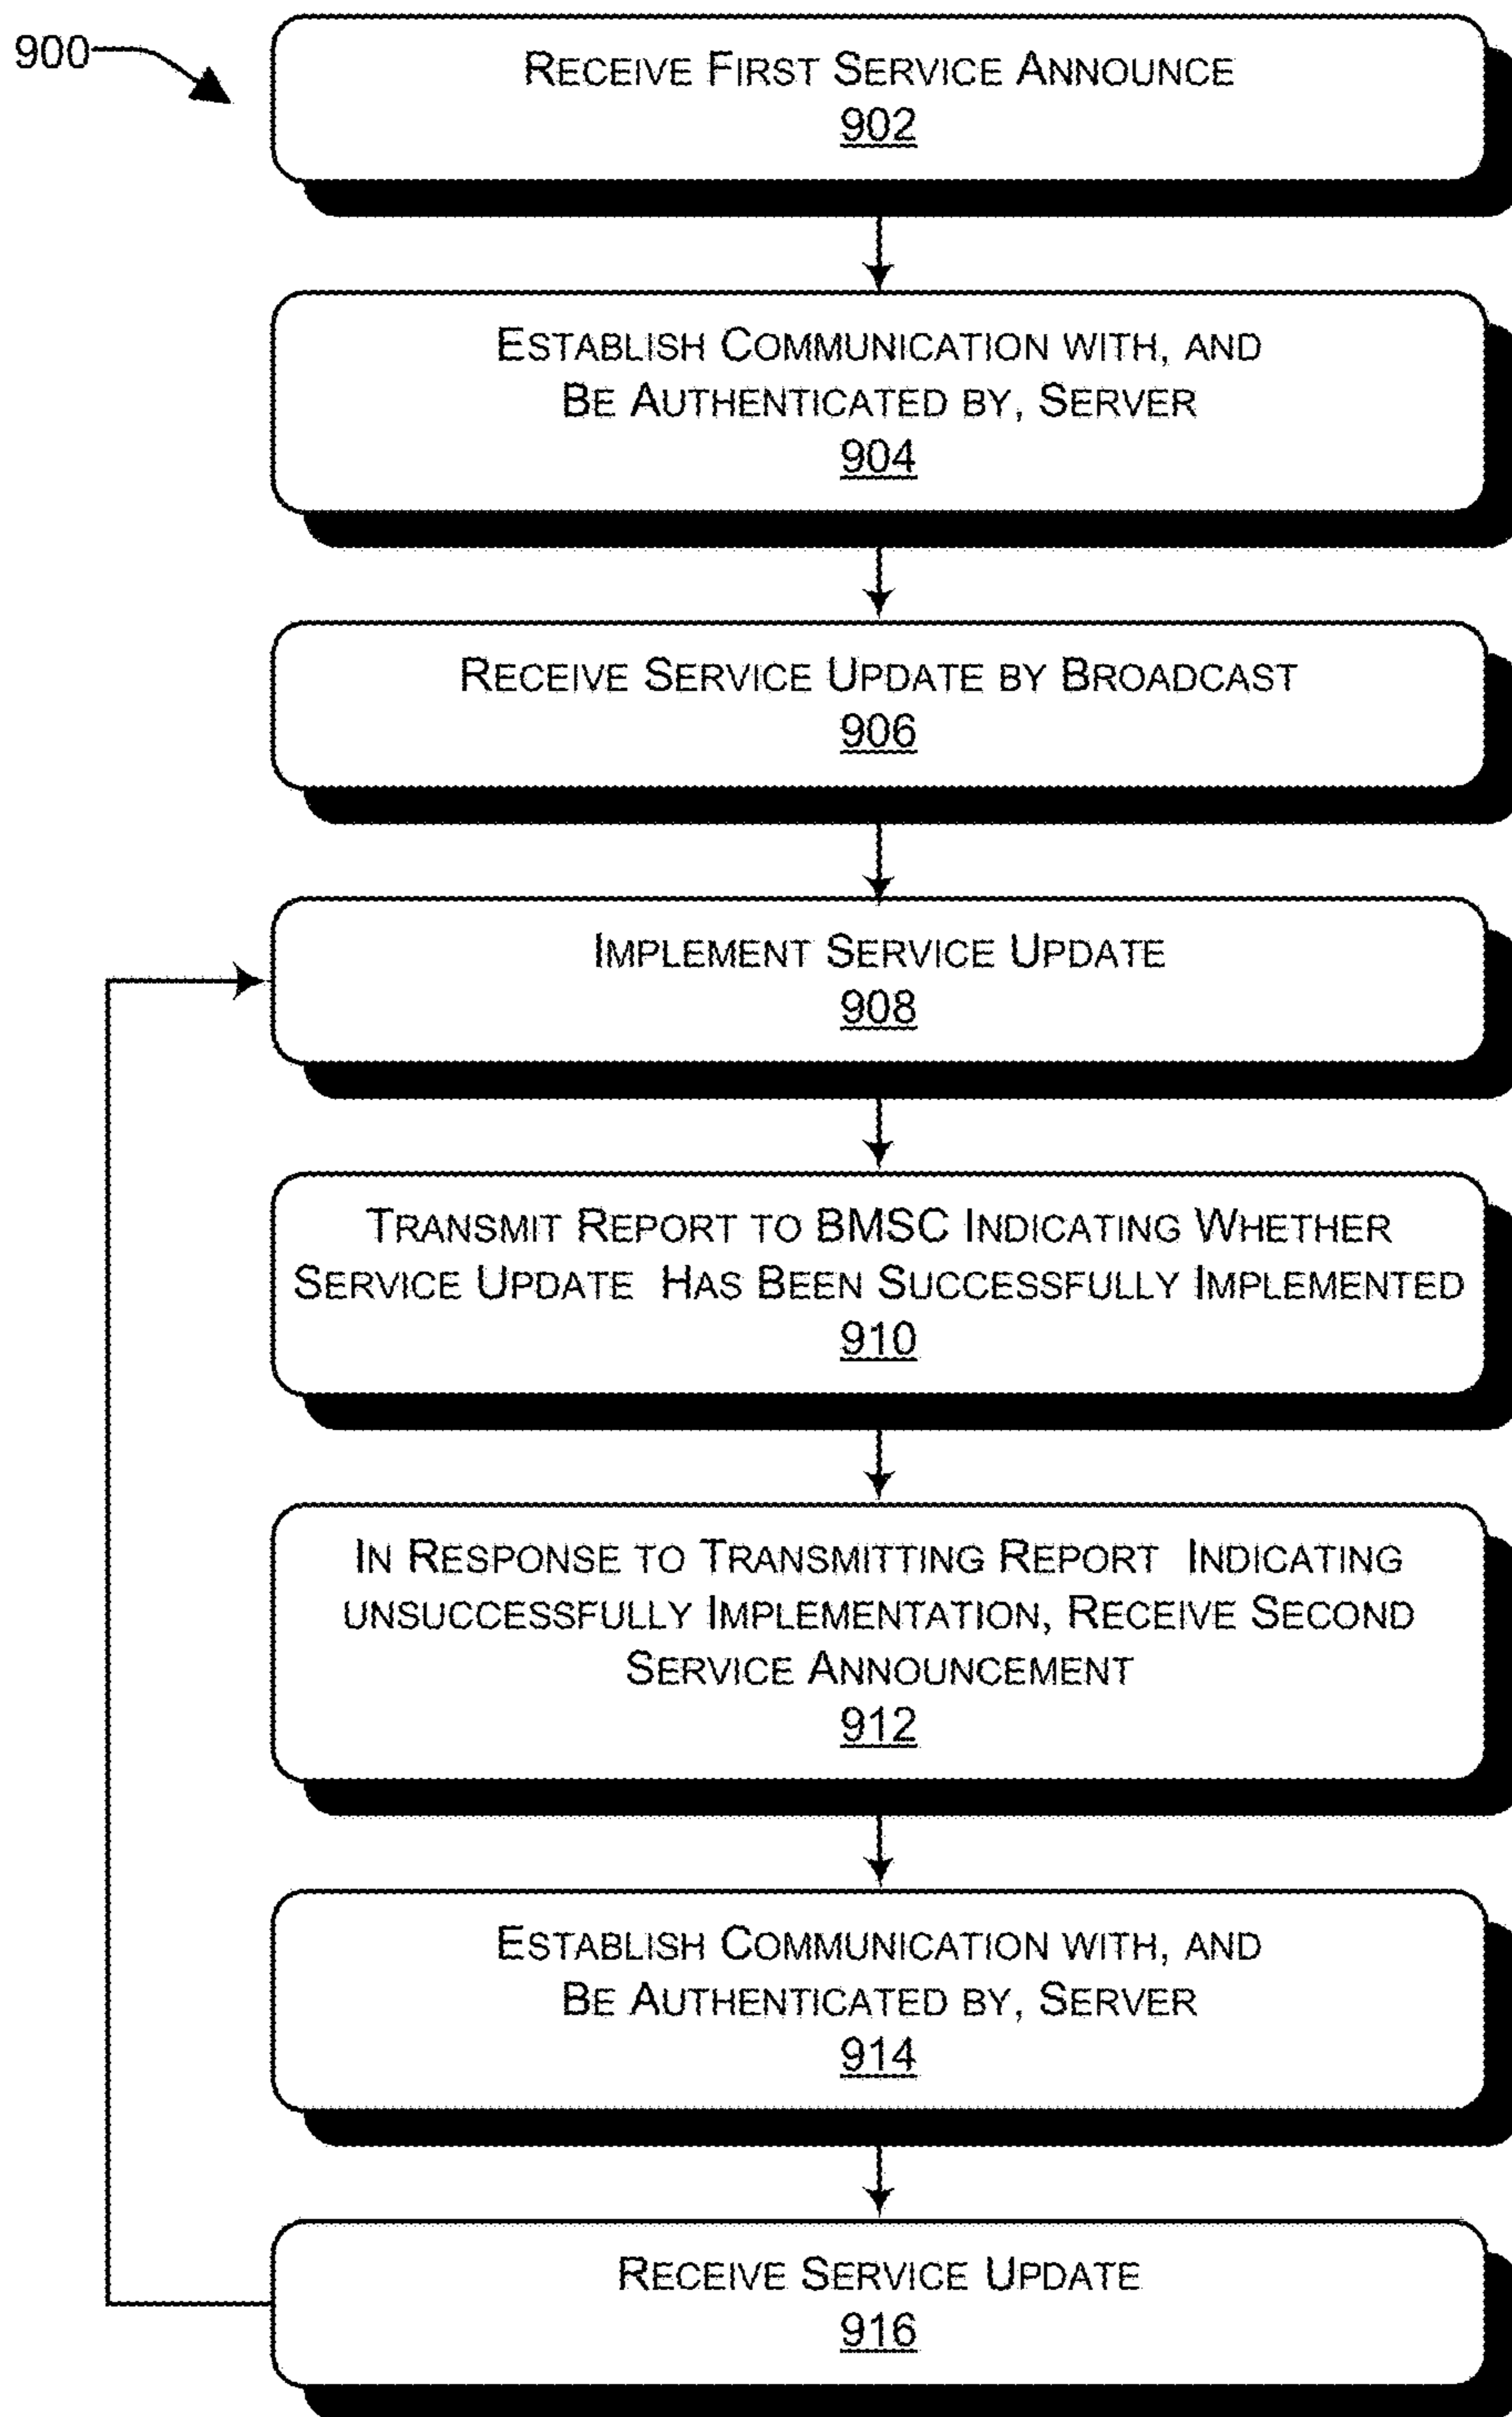 900
RECEIVE FIRST SERVICE ANNOUNCE
902
ESTABLISH COMMUNICATION WITH, AND
BE AUTHENTICATED BY, SERVER
904
RECEIVE SERVICE UPDATE BY BROADCAST
906
IMPLEMENT SERVICE UPDATE
908
TRANSMIT REPORT TO BMSC INDICATING WHETHER
SERVICE UPDATE HAS BEEN SUCCESSFULLY IMPLEMENTED
910
IN RESPONSE TO TRANSMITTING REPORT INDICATING
UNSUCCESSFULLY IMPLEMENTATION, RECEIVE SECOND
SERVICE ANNOUNCEMENT
912
ESTABLISH COMMUNICATION WITH, AND
BE AUTHENTICATED BY, SERVER
914
RECEIVE SERVICE UPDATE
916